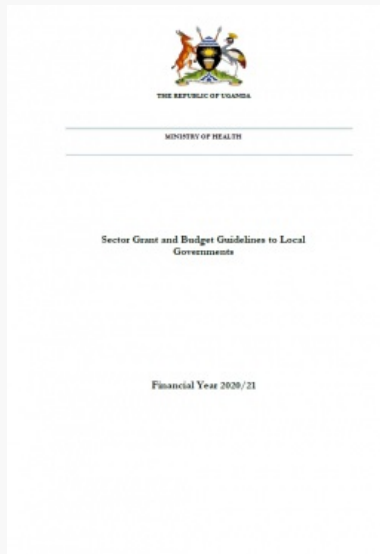 THE REPUBLIC OF UGANDA
MINISTRY OF HEALTH
Sector Grant and Budget Guidelines to Local
Governments
Financial Year 2020/21